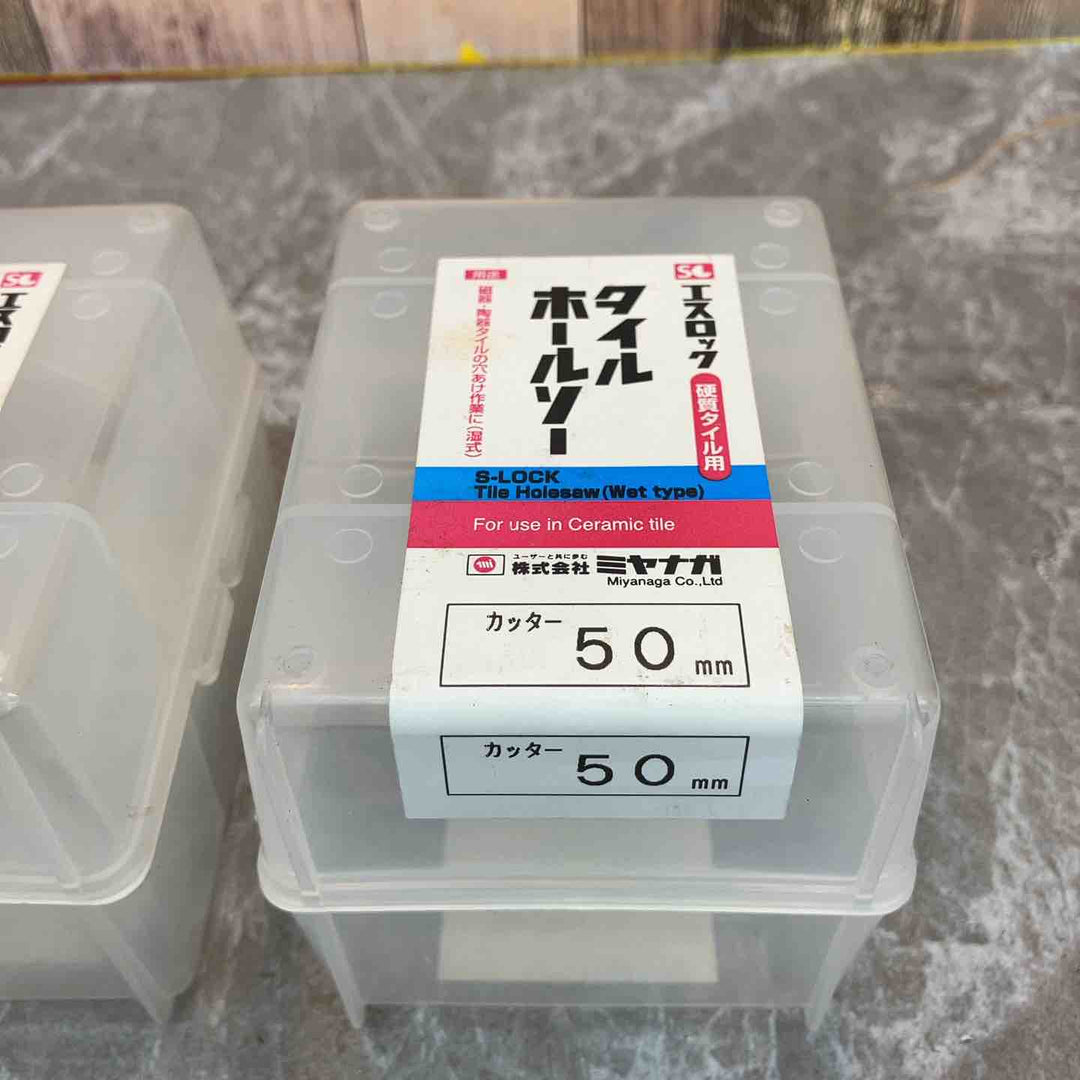 SL エスロック
硬質タイル用
タイル
ホールソー
用途
磁器・陶器タイルの穴あけ作業に(湿式)
S-LOCK
Tile Holesaw(Wet type)
For use in Ceramic tile
ユーザーと共に歩む
株式会社 ミヤナガ
Miyanaga Co.,Ltd
カッター 50 mm
カッター 50 mm
SL エスロ